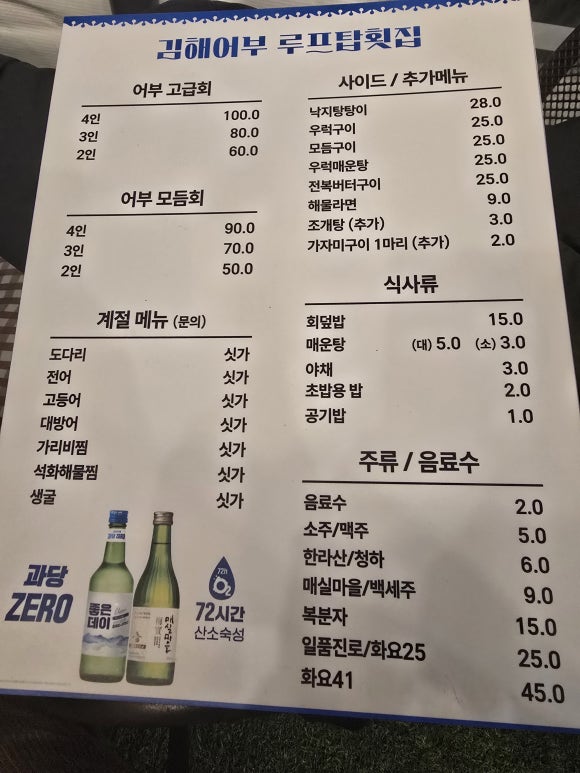 김해어부 루프탑횟집
어부 고급회
4인 100.0
3인 80.0
2인 60.0
어부 모듬회
4인 90.0
3인 70.0
2인 50.0
계절 메뉴 (문의)
도다리 싯가
전어 싯가
고등어 싯가
대방어 싯가
가리비찜 싯가
석화해물찜 싯가
생굴 싯가
과당
ZERO
좋은
데이
매실마을
72h
O2
72시간
산소숙성
사이드 / 추가메뉴
낙지탕탕이 28.0
우럭구이 25.0
모듬구이 25.0
우럭매운탕 25.0
전복버터구이 25.0
해물라면 9.0
조개탕 (추가) 3.0
가자미구이 1마리 (추가) 2.0
식사류
회덮밥 15.0
매운탕 (대) 5.0 (소) 3.0
야채 3.0
초밥용 밥 2.0
공기밥 1.0
주류 / 음료수
음료수 2.0
소주/맥주 5.0
한라산/청하 6.0
매실마을/백세주 9.0
복분자 15.0
일품진로/화요25 25.0
화요41 45.0